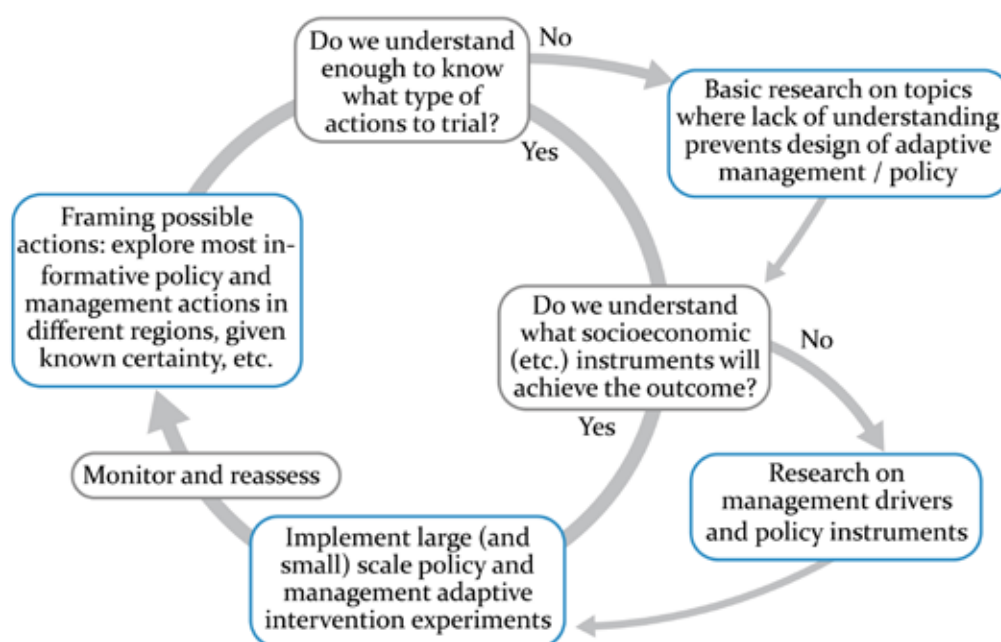 Do we understand
enough to know
what type of
actions to trial?
No
Yes
Basic research on topics
where lack of understanding
prevents design of adaptive
management / policy
Framing possible
actions: explore most in-
formative policy and
management actions in
different regions, given
known certainty, etc.
Do we understand
what socioeconomic
(etc.) instruments will
achieve the outcome?
No
Yes
Research on
management drivers
and policy instruments
Monitor and reassess
Implement large (and
small) scale policy and
management adaptive
intervention experiments